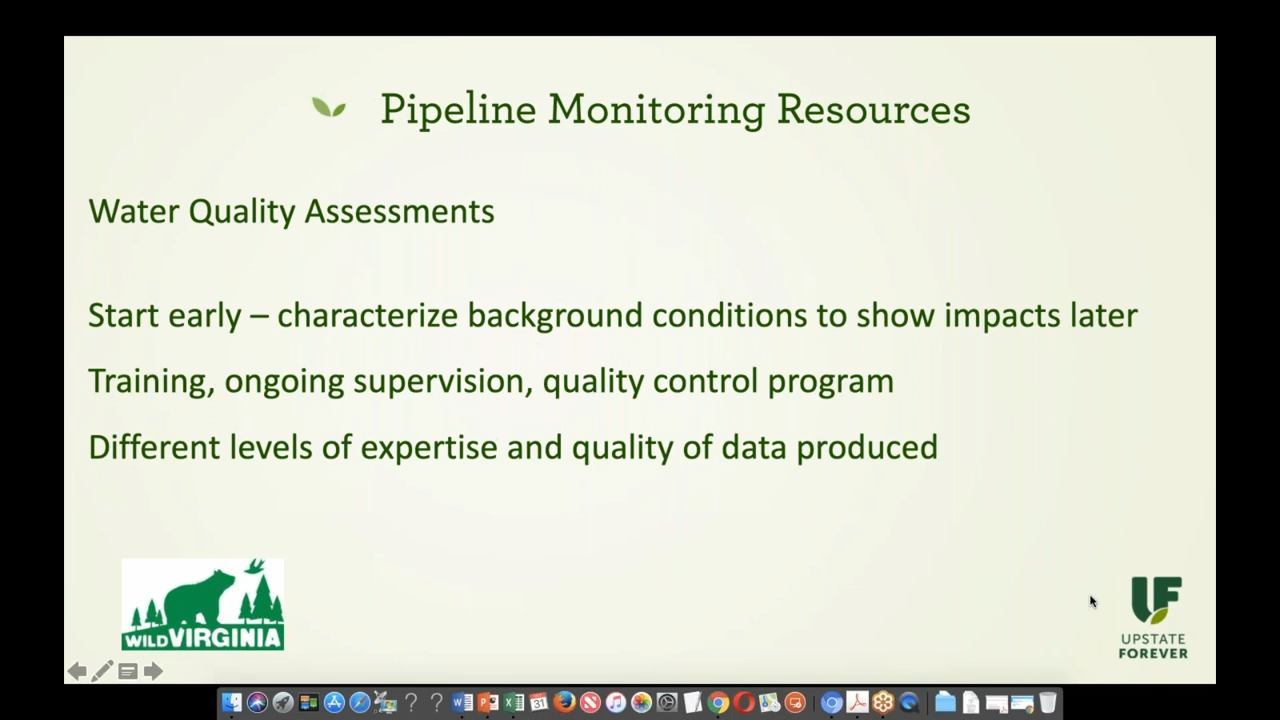 Pipeline Monitoring Resources
Water Quality Assessments
Start early – characterize background conditions to show impacts later
Training, ongoing supervision, quality control program
Different levels of expertise and quality of data produced
WILD VIRGINIA
UF
UPSTATE
FOREVER
? ? 31